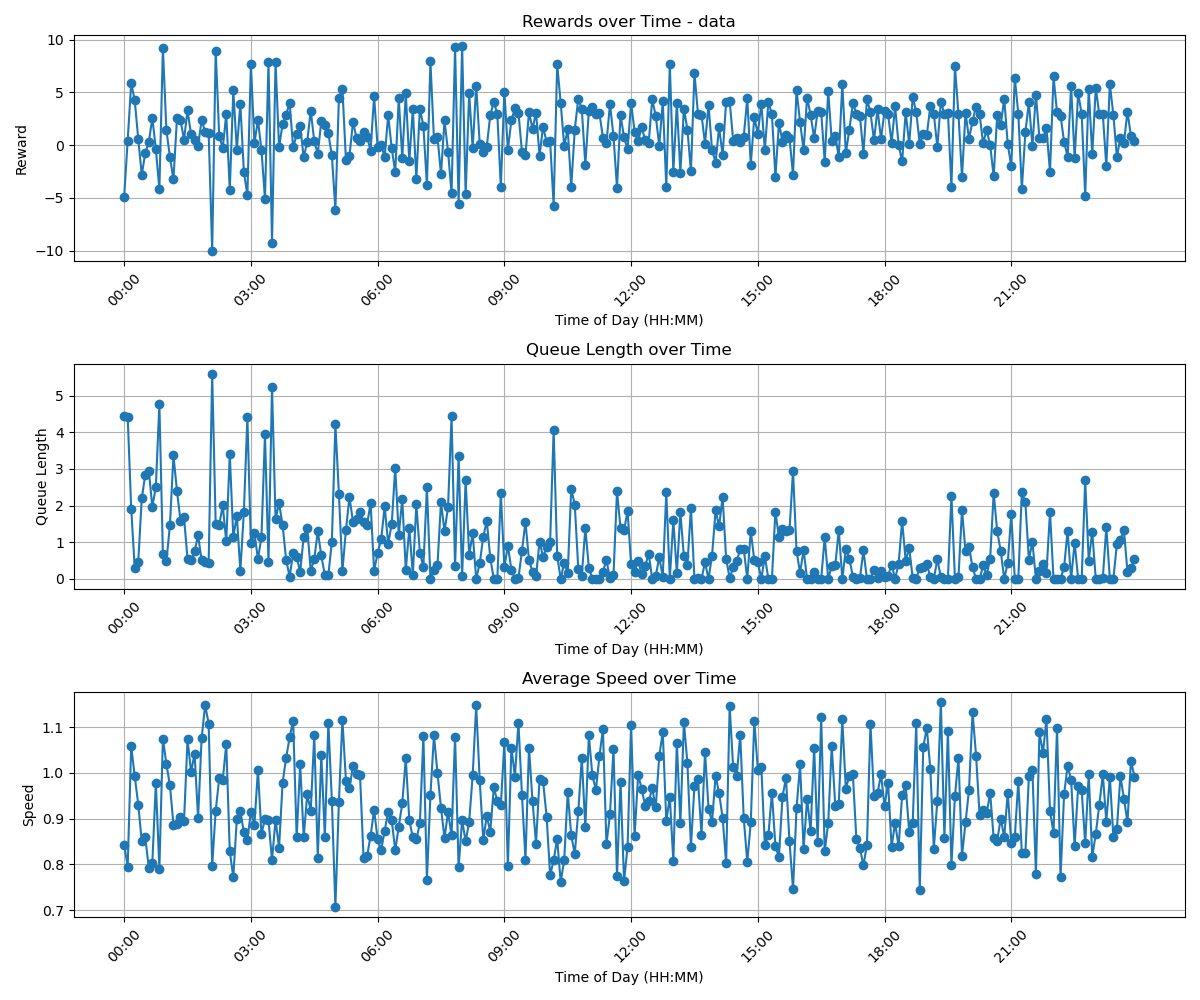 Rewards over Time - data
10
5
0
−5
−10
Reward
00:00 03:00 06:00 09:00 12:00 15:00 18:00 21:00
Time of Day (HH:MM)
Queue Length over Time
5
4
3
2
1
0
Queue Length
00:00 03:00 06:00 09:00 12:00 15:00 18:00 21:00
Time of Day (HH:MM)
Average Speed over Time
1.1
1.0
0.9
0.8
0.7
Speed
00:00 03:00 06:00 09:00 12:00 15:00 18:00 21:00
Time of Day (HH:MM)